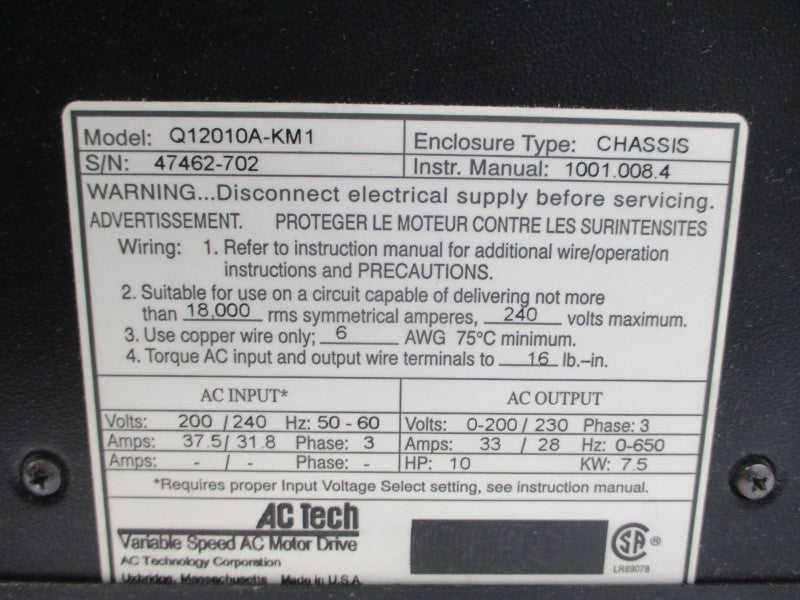 Model: Q12010A-KM1 Enclosure Type: CHASSIS
S/N: 47462-702 Instr. Manual: 1001.008.4
WARNING...Disconnect electrical supply before servicing.
ADVERTISSEMENT. PROTEGER LE MOTEUR CONTRE LES SURINTENSITES
Wiring: 1. Refer to instruction manual for additional wire/operation
instructions and PRECAUTIONS.
2. Suitable for use on a circuit capable of delivering not more
than 18,000 rms symmetrical amperes, 240 volts maximum.
3. Use copper wire only; 6 AWG 75°C minimum.
4. Torque AC input and output wire terminals to 16 lb.-in.
AC INPUT* AC OUTPUT
Volts: 200 / 240 Hz: 50 - 60 Volts: 0-200 / 230 Phase: 3
Amps: 37.5 / 31.8 Phase: 3 Amps: 33 / 28 Hz: 0-650
Amps: - / - Phase: - HP: 10 KW: 7.5
*Requires proper Input Voltage Select setting, see instruction manual.
AC Tech
Variable Speed AC Motor Drive
AC Technology Corporation
Uxbridge, Massachusetts Made in U.S.A.
SA ®
LR89078